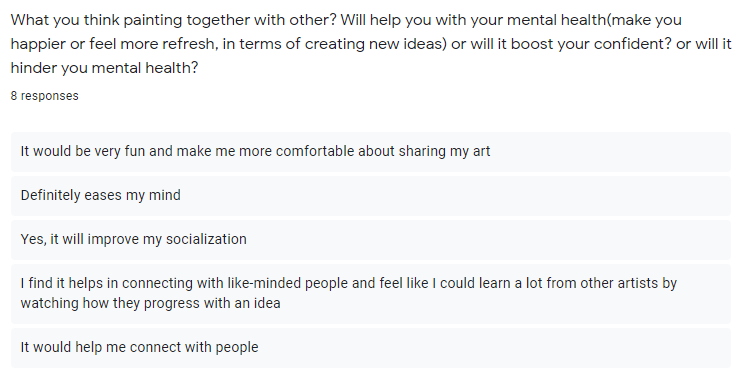 What you think painting together with other? Will help you with your mental health(make you
happier or feel more refresh, in terms of creating new ideas) or will it boost your confident? or will it
hinder you mental health?
8 responses
It would be very fun and make me more comfortable about sharing my art
Definitely eases my mind
Yes, it will improve my socialization
I find it helps in connecting with like-minded people and feel like I could learn a lot from other artists by
watching how they progress with an idea
It would help me connect with people